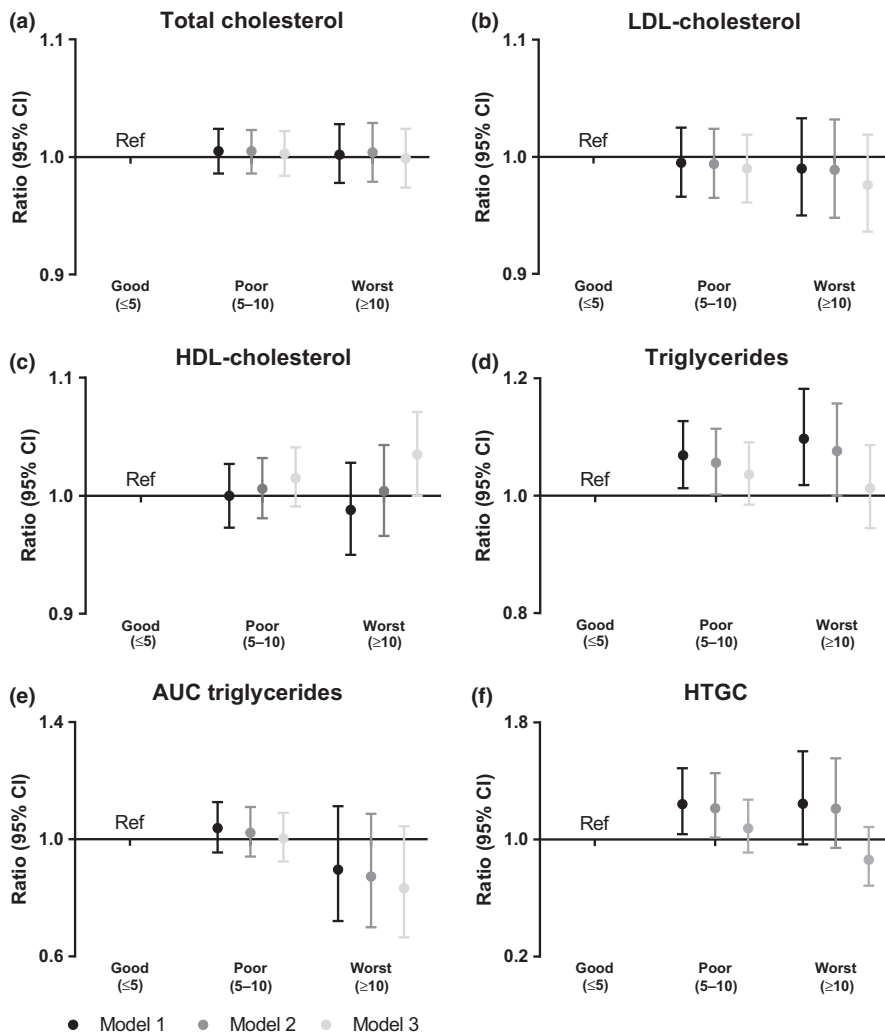 (a) Total cholesterol
1.1
Ref
1.0
0.9
Ratio (95% CI)
Good Poor Worst
(≤5) (5–10) (≥10)
(b) LDL-cholesterol
1.1
Ref
1.0
0.9
Ratio (95% CI)
Good Poor Worst
(≤5) (5–10) (≥10)
(c) HDL-cholesterol
1.1
Ref
1.0
0.9
Ratio (95% CI)
Good Poor Worst
(≤5) (5–10) (≥10)
(d) Triglycerides
1.2
Ref
1.0
0.8
Ratio (95% CI)
Good Poor Worst
(≤5) (5–10) (≥10)
(e) AUC triglycerides
1.4
Ref
1.0
0.6
Ratio (95% CI)
Good Poor Worst
(≤5) (5–10) (≥10)
(f) HTGC
1.8
Ref
1.0
0.2
Ratio (95% CI)
Good Poor Worst
(≤5) (5–10) (≥10)
Model 1 Model 2 Model 3